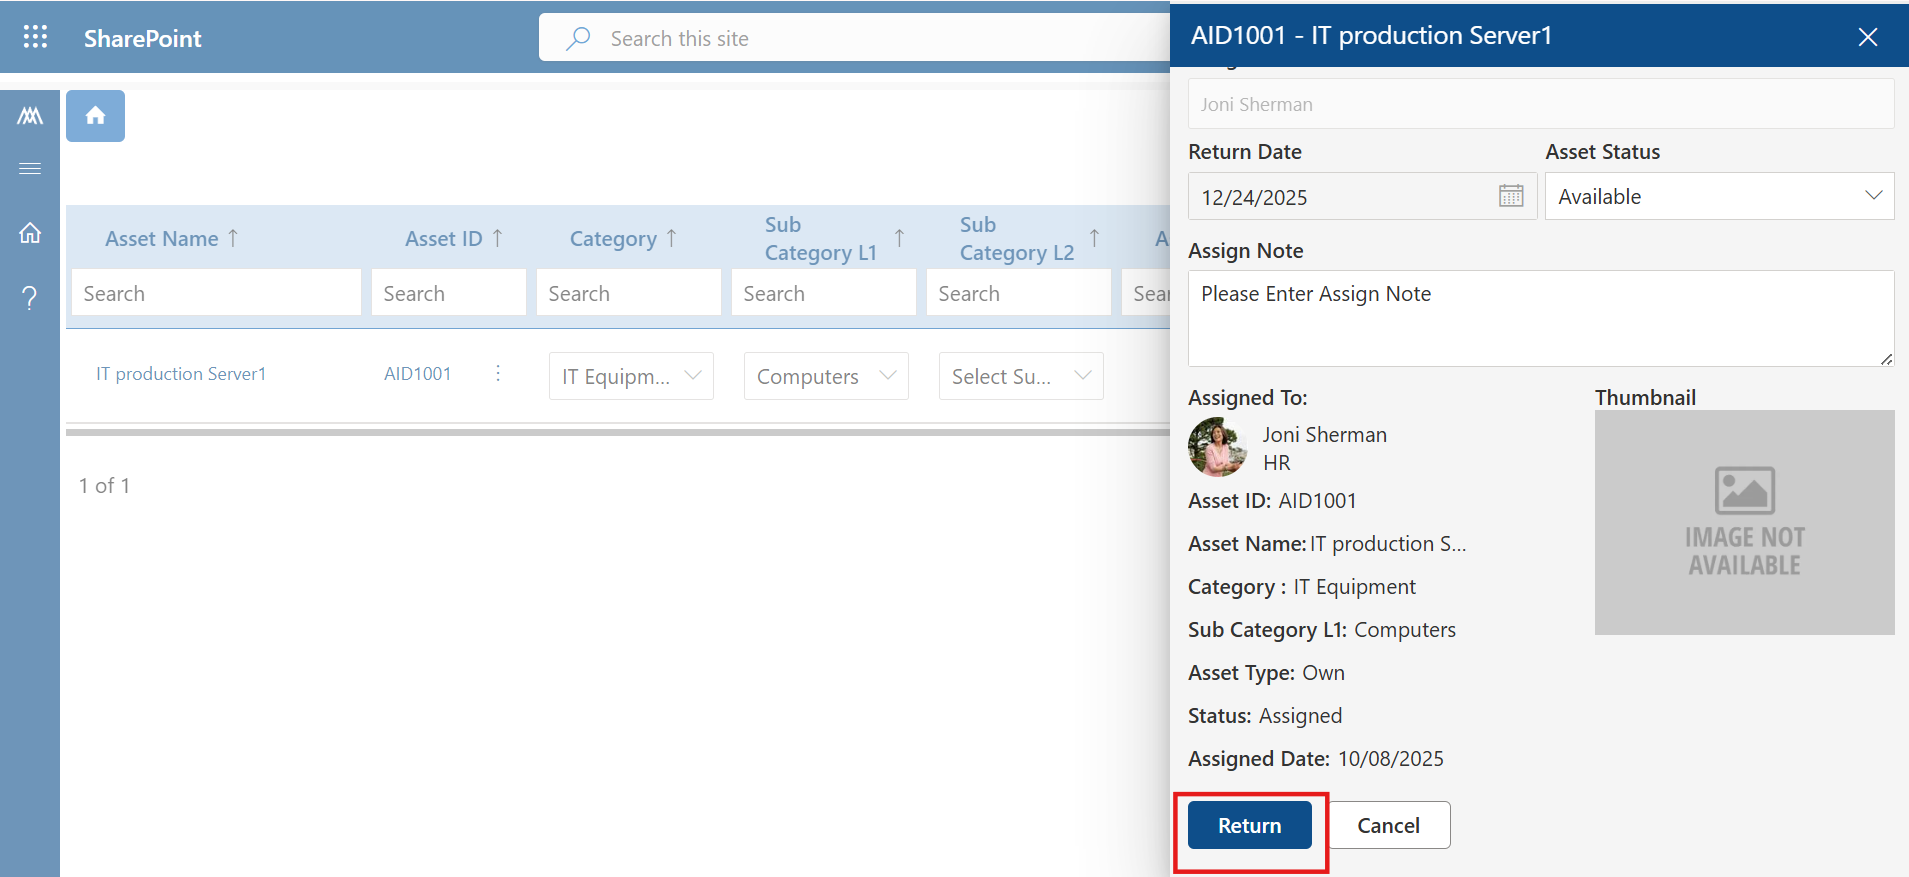 SharePoint
Search this site
AID1001 - IT production Server1
Joni Sherman
Return Date
Asset Status
12/24/2025
Available
Assign Note
Please Enter Assign Note
Asset Name ↑
Asset ID ↑
Category ↑
Sub
Category L1 ↑
Sub
Category L2 ↑
A
Search
Search
Search
Search
Search
Sear
IT production Server1
AID1001
IT Equipm...
Computers
Select Su...
1 of 1
Assigned To:
Joni Sherman
HR
Asset ID: AID1001
Asset Name: IT production S...
Category : IT Equipment
Sub Category L1: Computers
Asset Type: Own
Status: Assigned
Assigned Date: 10/08/2025
Thumbnail
IMAGE NOT
AVAILABLE
Return
Cancel